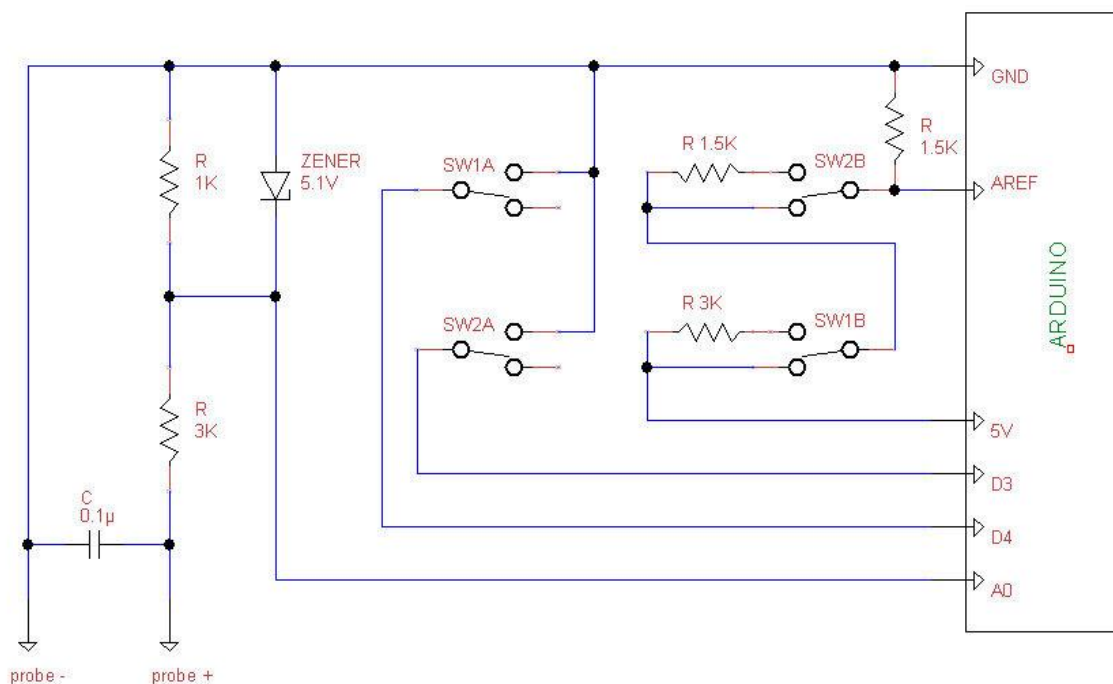 GND
R
1K
ZENER
5.1V
SW1A
R 1.5K
SW2B
R
1.5K
AREF
ARDUINO
SW2A
R 3K
SW1B
R
3K
5V
D3
C
0.1µ
D4
A0
probe -
probe +